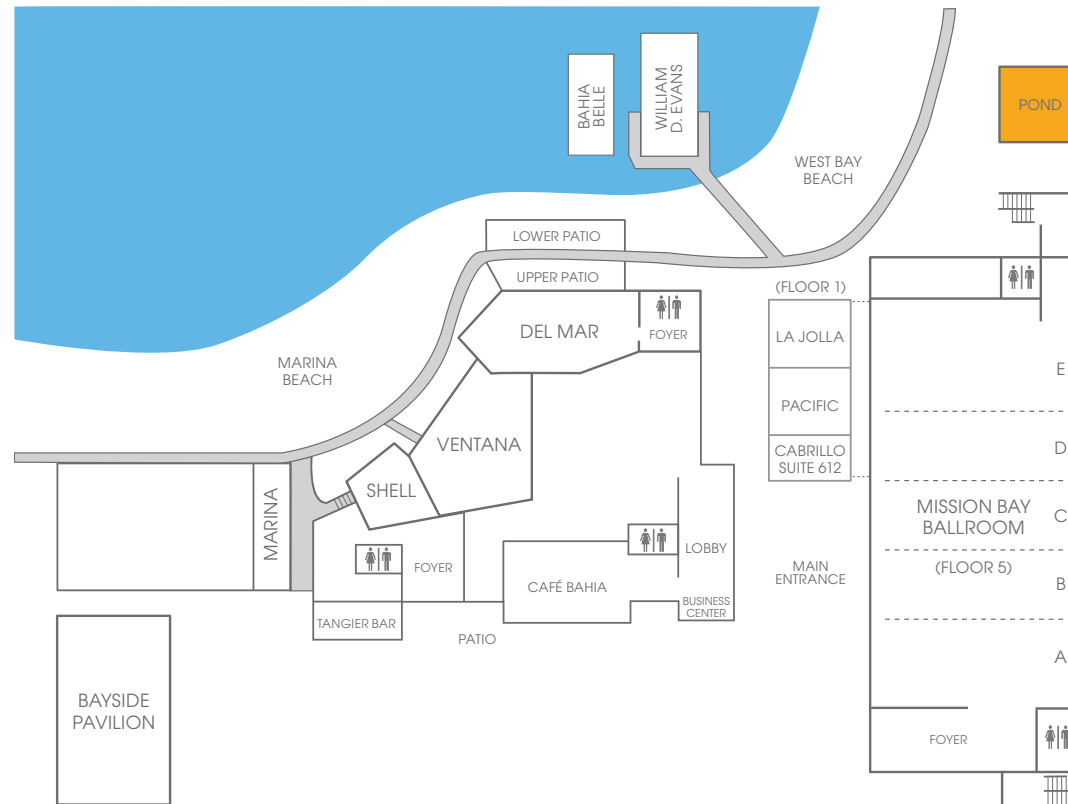 BAHIA
BELLE
WILLIAM
D. EVANS
POND
WEST BAY
BEACH
LOWER PATIO
UPPER PATIO
(FLOOR 1)
DEL MAR
FOYER
LA JOLLA
MARINA
BEACH
E
PACIFIC
VENTANA
D
CABRILLO
SUITE 612
SHELL
MARINA
MISSION BAY
BALLROOM
C
LOBBY
FOYER
MAIN
ENTRANCE
(FLOOR 5)
CAFÉ BAHIA
B
BUSINESS
CENTER
TANGIER BAR
PATIO
A
BAYSIDE
PAVILION
FOYER